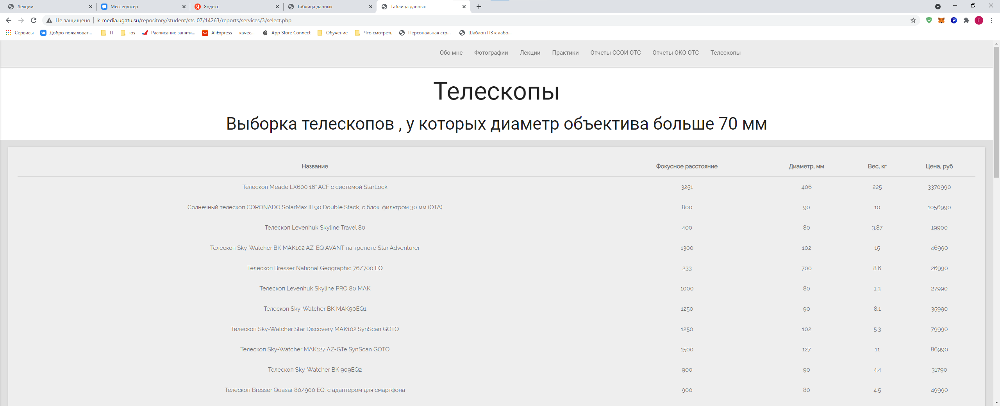 Лекции
Мессенджер
Яндекс
Таблица данных
Таблица данных
Не защищено | k-media.ugatu.su/repository/student/sts-07/14263/reports/services/3/select.php
Г
Сервисы
Добро пожаловат...
IT
ios
Расписание заняти...
AliExpress — качес...
App Store Connect
Обучение
Что смотреть
Персональная стр...
Шаблон ПЗ к лабо...
Обо мне Фотографии Лекции Практики Отчеты ССОИ ОТС Отчеты ОКО ОТС Телескопы
Телескопы
Выборка телескопов , у которых диаметр объектива больше 70 мм
Название Фокусное расстояние Диаметр, мм Вес, кг Цена, руб
Телескоп Meade LX600 16" ACF с системой StarLock 3251 406 225 3370990
Солнечный телескоп CORONADO SolarMax III 90 Double Stack, с блок. фильтром 30 мм (OTA) 800 90 10 1056990
Телескоп Levenhuk Skyline Travel 80 400 80 3.87 19900
Телескоп Sky-Watcher BK MAK102 AZ-EQ AVANT на треноге Star Adventurer 1300 102 15 46990
Телескоп Bresser National Geographic 76/700 EQ 233 700 8.6 26990
Телескоп Levenhuk Skyline PRO 80 MAK 1000 80 1.3 27990
Телескоп Sky-Watcher BK MAK90EQ1 1250 90 8.1 35990
Телескоп Sky-Watcher Star Discovery MAK102 SynScan GOTO 1250 102 5.3 79990
Телескоп Sky-Watcher MAK127 AZ-GTe SynScan GOTO 1500 127 11 86990
Телескоп Sky-Watcher BK 909EQ2 900 90 4.4 31790
Телескоп Bresser Quasar 80/900 EQ, с адаптером для смартфона 900 80 4.5 49990